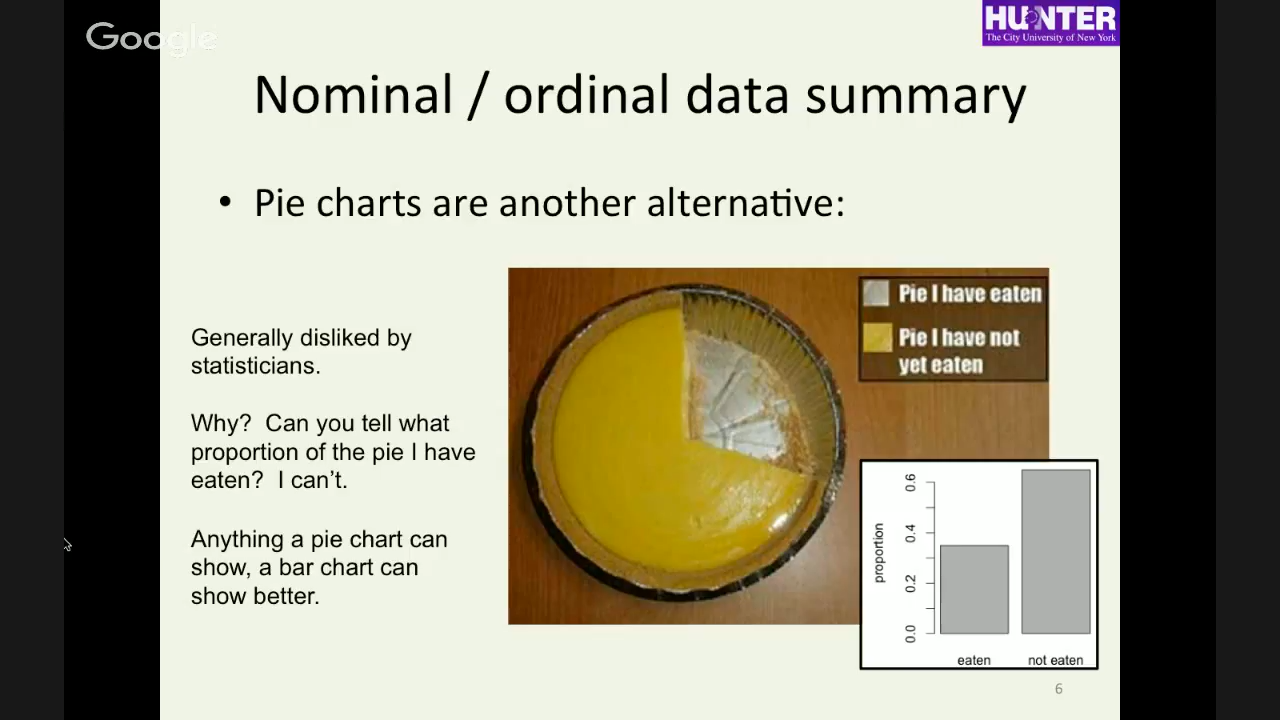 Google
HUNTER
The City University of New York
Nominal / ordinal data summary
• Pie charts are another alternative:
Generally disliked by
statisticians.
Why? Can you tell what
proportion of the pie I have
eaten? I can't.
Anything a pie chart can
show, a bar chart can
show better.
Pie I have eaten
Pie I have not
yet eaten
proportion
0.6
0.4
0.2
0.0
eaten not eaten
6